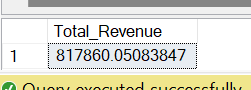 Total_Revenue
1 817860.05083847
Query executed successfully